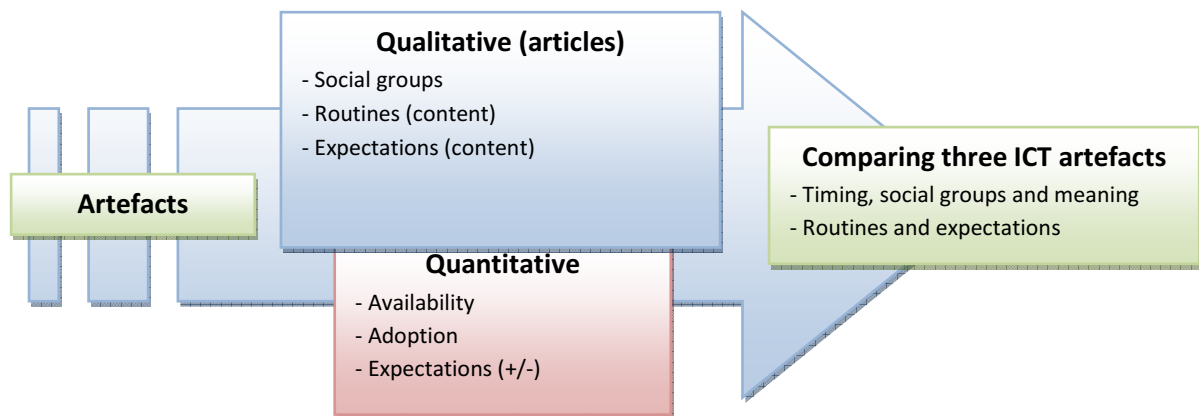 Artefacts
Qualitative (articles)
- Social groups
- Routines (content)
- Expectations (content)
Quantitative
- Availability
- Adoption
- Expectations (+/-)
Comparing three ICT artefacts
- Timing, social groups and meaning
- Routines and expectations